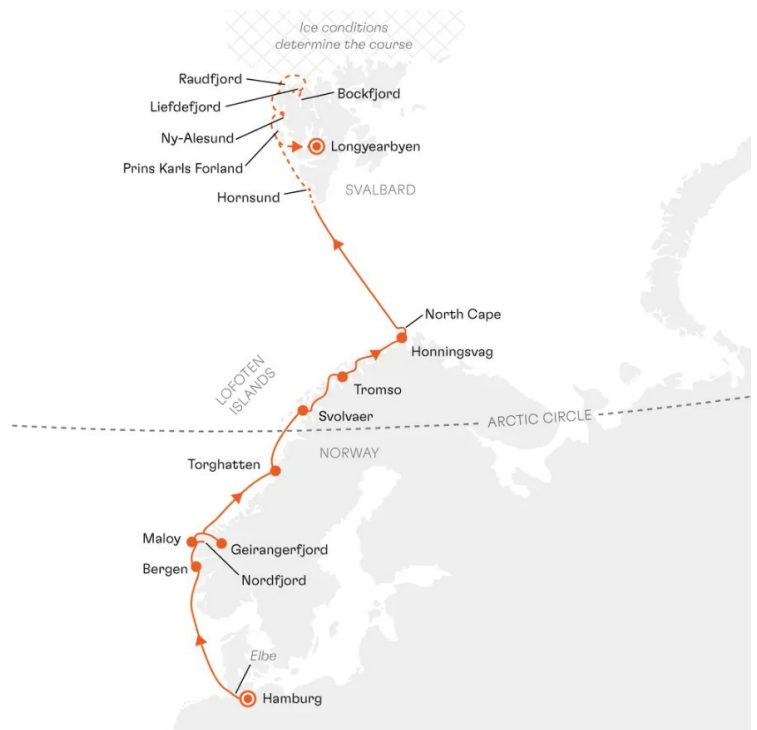 Ice conditions
determine the course
Raudfjord
Liefdefjord
Bockfjord
Ny-Alesund
Longyearbyen
Prins Karls Forland
Hornsund
SVALBARD
North Cape
Honningsvag
LOFOTEN
ISLANDS
Tromso
Svolvaer
ARCTIC CIRCLE
Torghatten
NORWAY
Maloy
Geirangerfjord
Bergen
Nordfjord
Elbe
Hamburg